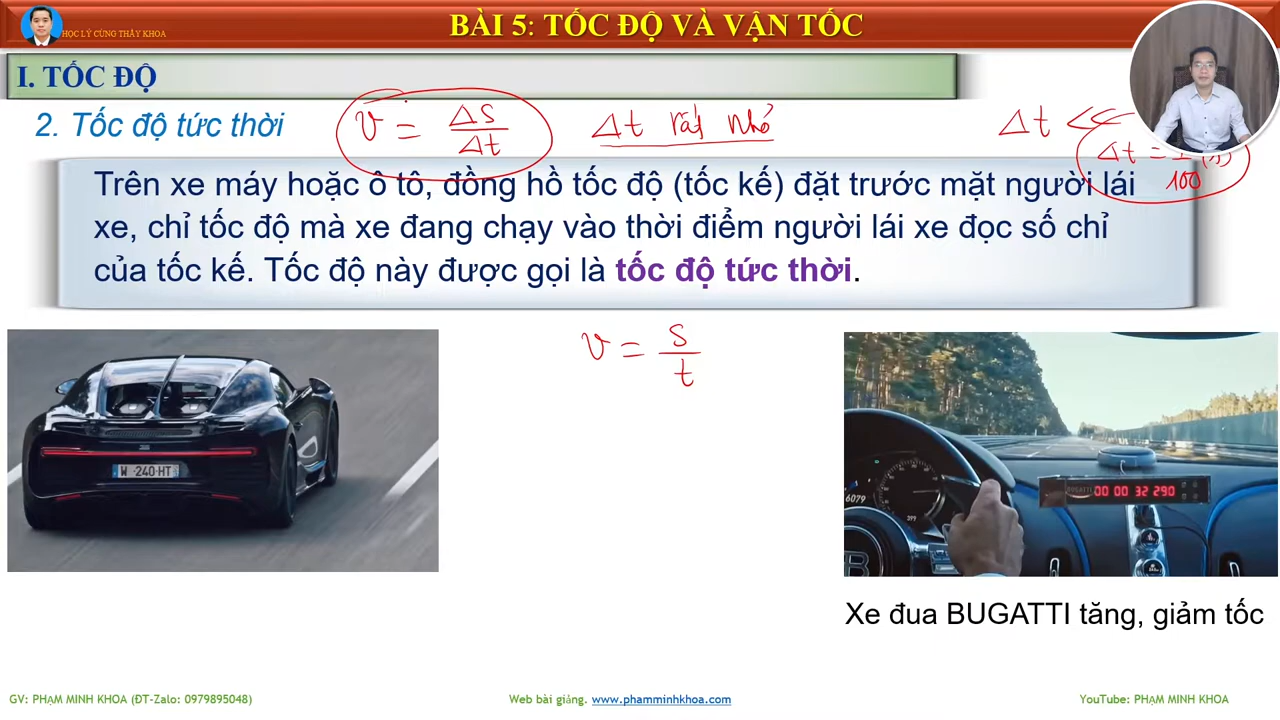 HỌC LÝ CÙNG THẦY KHOA
BÀI 5: TỐC ĐỘ VÀ VẬN TỐC
I. TỐC ĐỘ
2. Tốc độ tức thời
v = Δs/Δt
Δt rất nhỏ
Δt <<
Δt =
100
Trên xe máy hoặc ô tô, đồng hồ tốc độ (tốc kế) đặt trước mặt người lái
xe, chỉ tốc độ mà xe đang chạy vào thời điểm người lái xe đọc số chỉ
của tốc kế. Tốc độ này được gọi là tốc độ tức thời.
v = s/t
W 240 HT
6079
BUGATTI 00 00 32 290
Xe đua BUGATTI tăng, giảm tốc
GV: PHẠM MINH KHOA (ĐT-Zalo: 0979895048)
Web bài giảng. www.phamminhkhoa.com
YouTube: PHẠM MINH KHOA